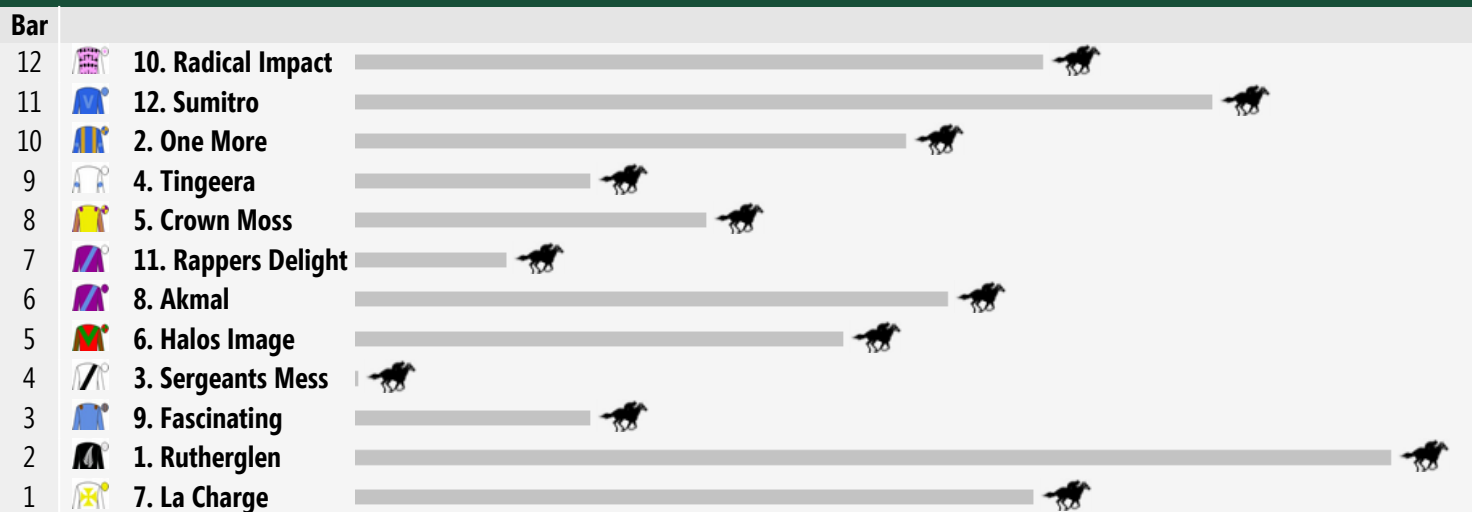 Bar
12 10. Radical Impact
11 V 12. Sumitro
10 2. One More
9 4. Tingeera
8 5. Crown Moss
7 11. Rappers Delight
6 8. Akmal
5 6. Halos Image
4 3. Sergeants Mess
3 9. Fascinating
2 1. Rutherglen
1 7. La Charge